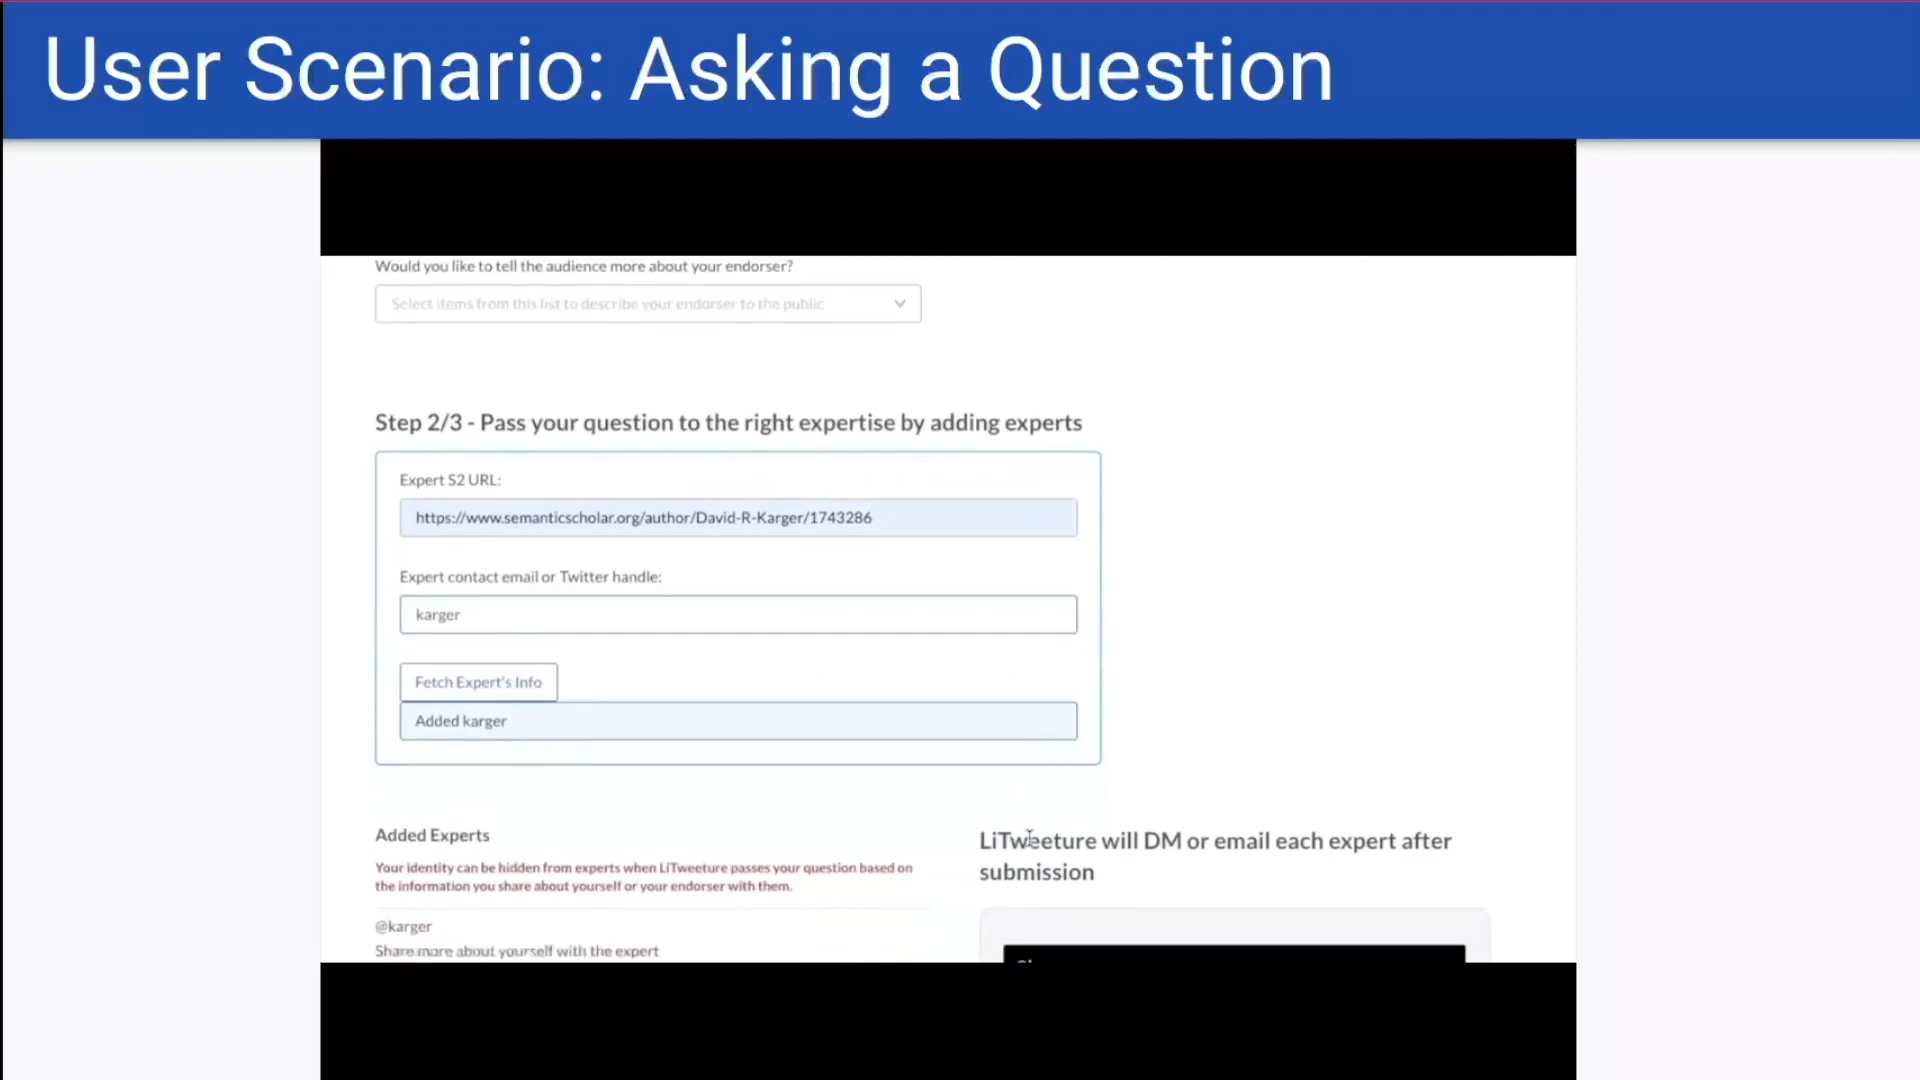 User Scenario: Asking a Question
Would you like to tell the audience more about your endorser?
Select items from this list to describe your endorser to the public
Step 2/3 - Pass your question to the right expertise by adding experts
Expert S2 URL:
https://www.semanticscholar.org/author/David-R-Karger/1743286
Expert contact email or Twitter handle:
karger
Fetch Expert's Info
Added karger
Added Experts
Your identity can be hidden from experts when LiTweeture passes your question based on
the information you share about yourself or your endorser with them.
@karger
Share more about yourself with the expert
LiTweeture will DM or email each expert after
submission